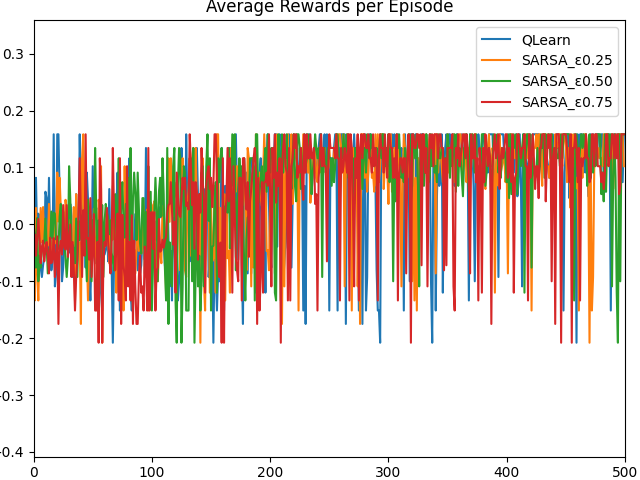 Average Rewards per Episode
QLearn
SARSA_ε0.25
SARSA_ε0.50
SARSA_ε0.75
0.3
0.2
0.1
0.0
-0.1
-0.2
-0.3
-0.4
0 100 200 300 400 500